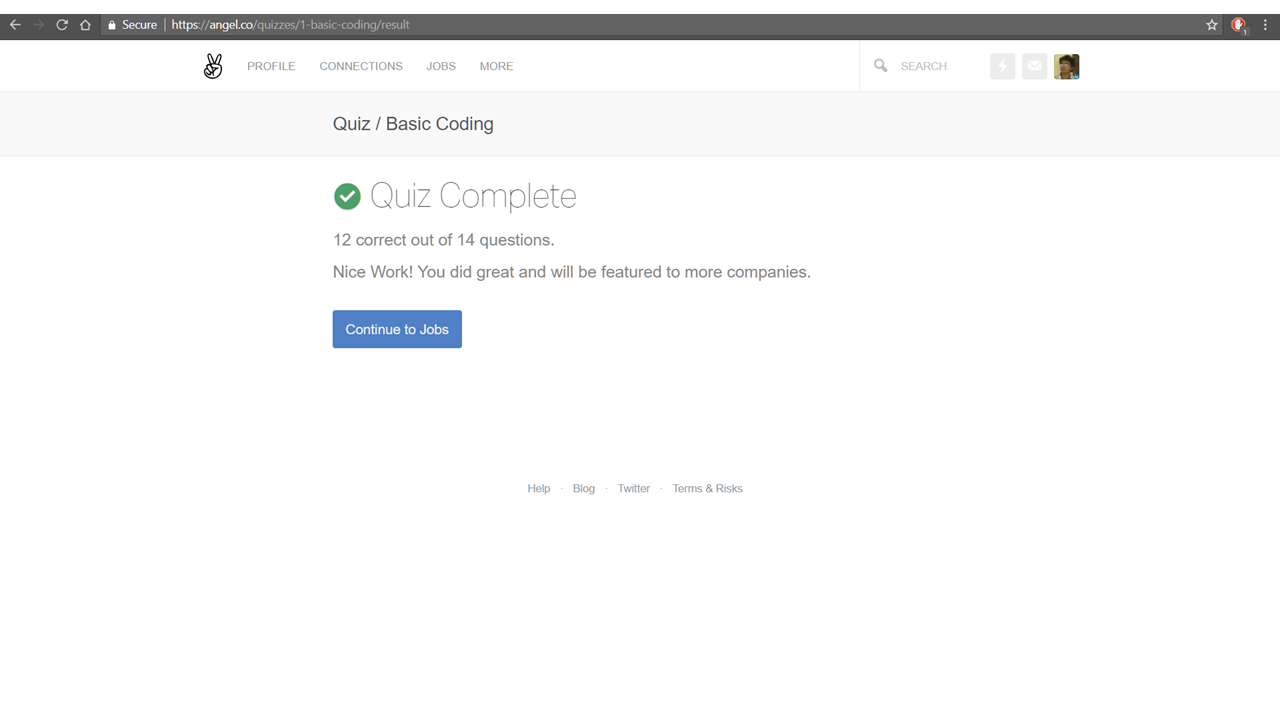 Secure | https://angel.co/quizzes/1-basic-coding/result
1
PROFILE CONNECTIONS JOBS MORE SEARCH
Quiz / Basic Coding
Quiz Complete
12 correct out of 14 questions.
Nice Work! You did great and will be featured to more companies.
Continue to Jobs
Help · Blog · Twitter · Terms & Risks